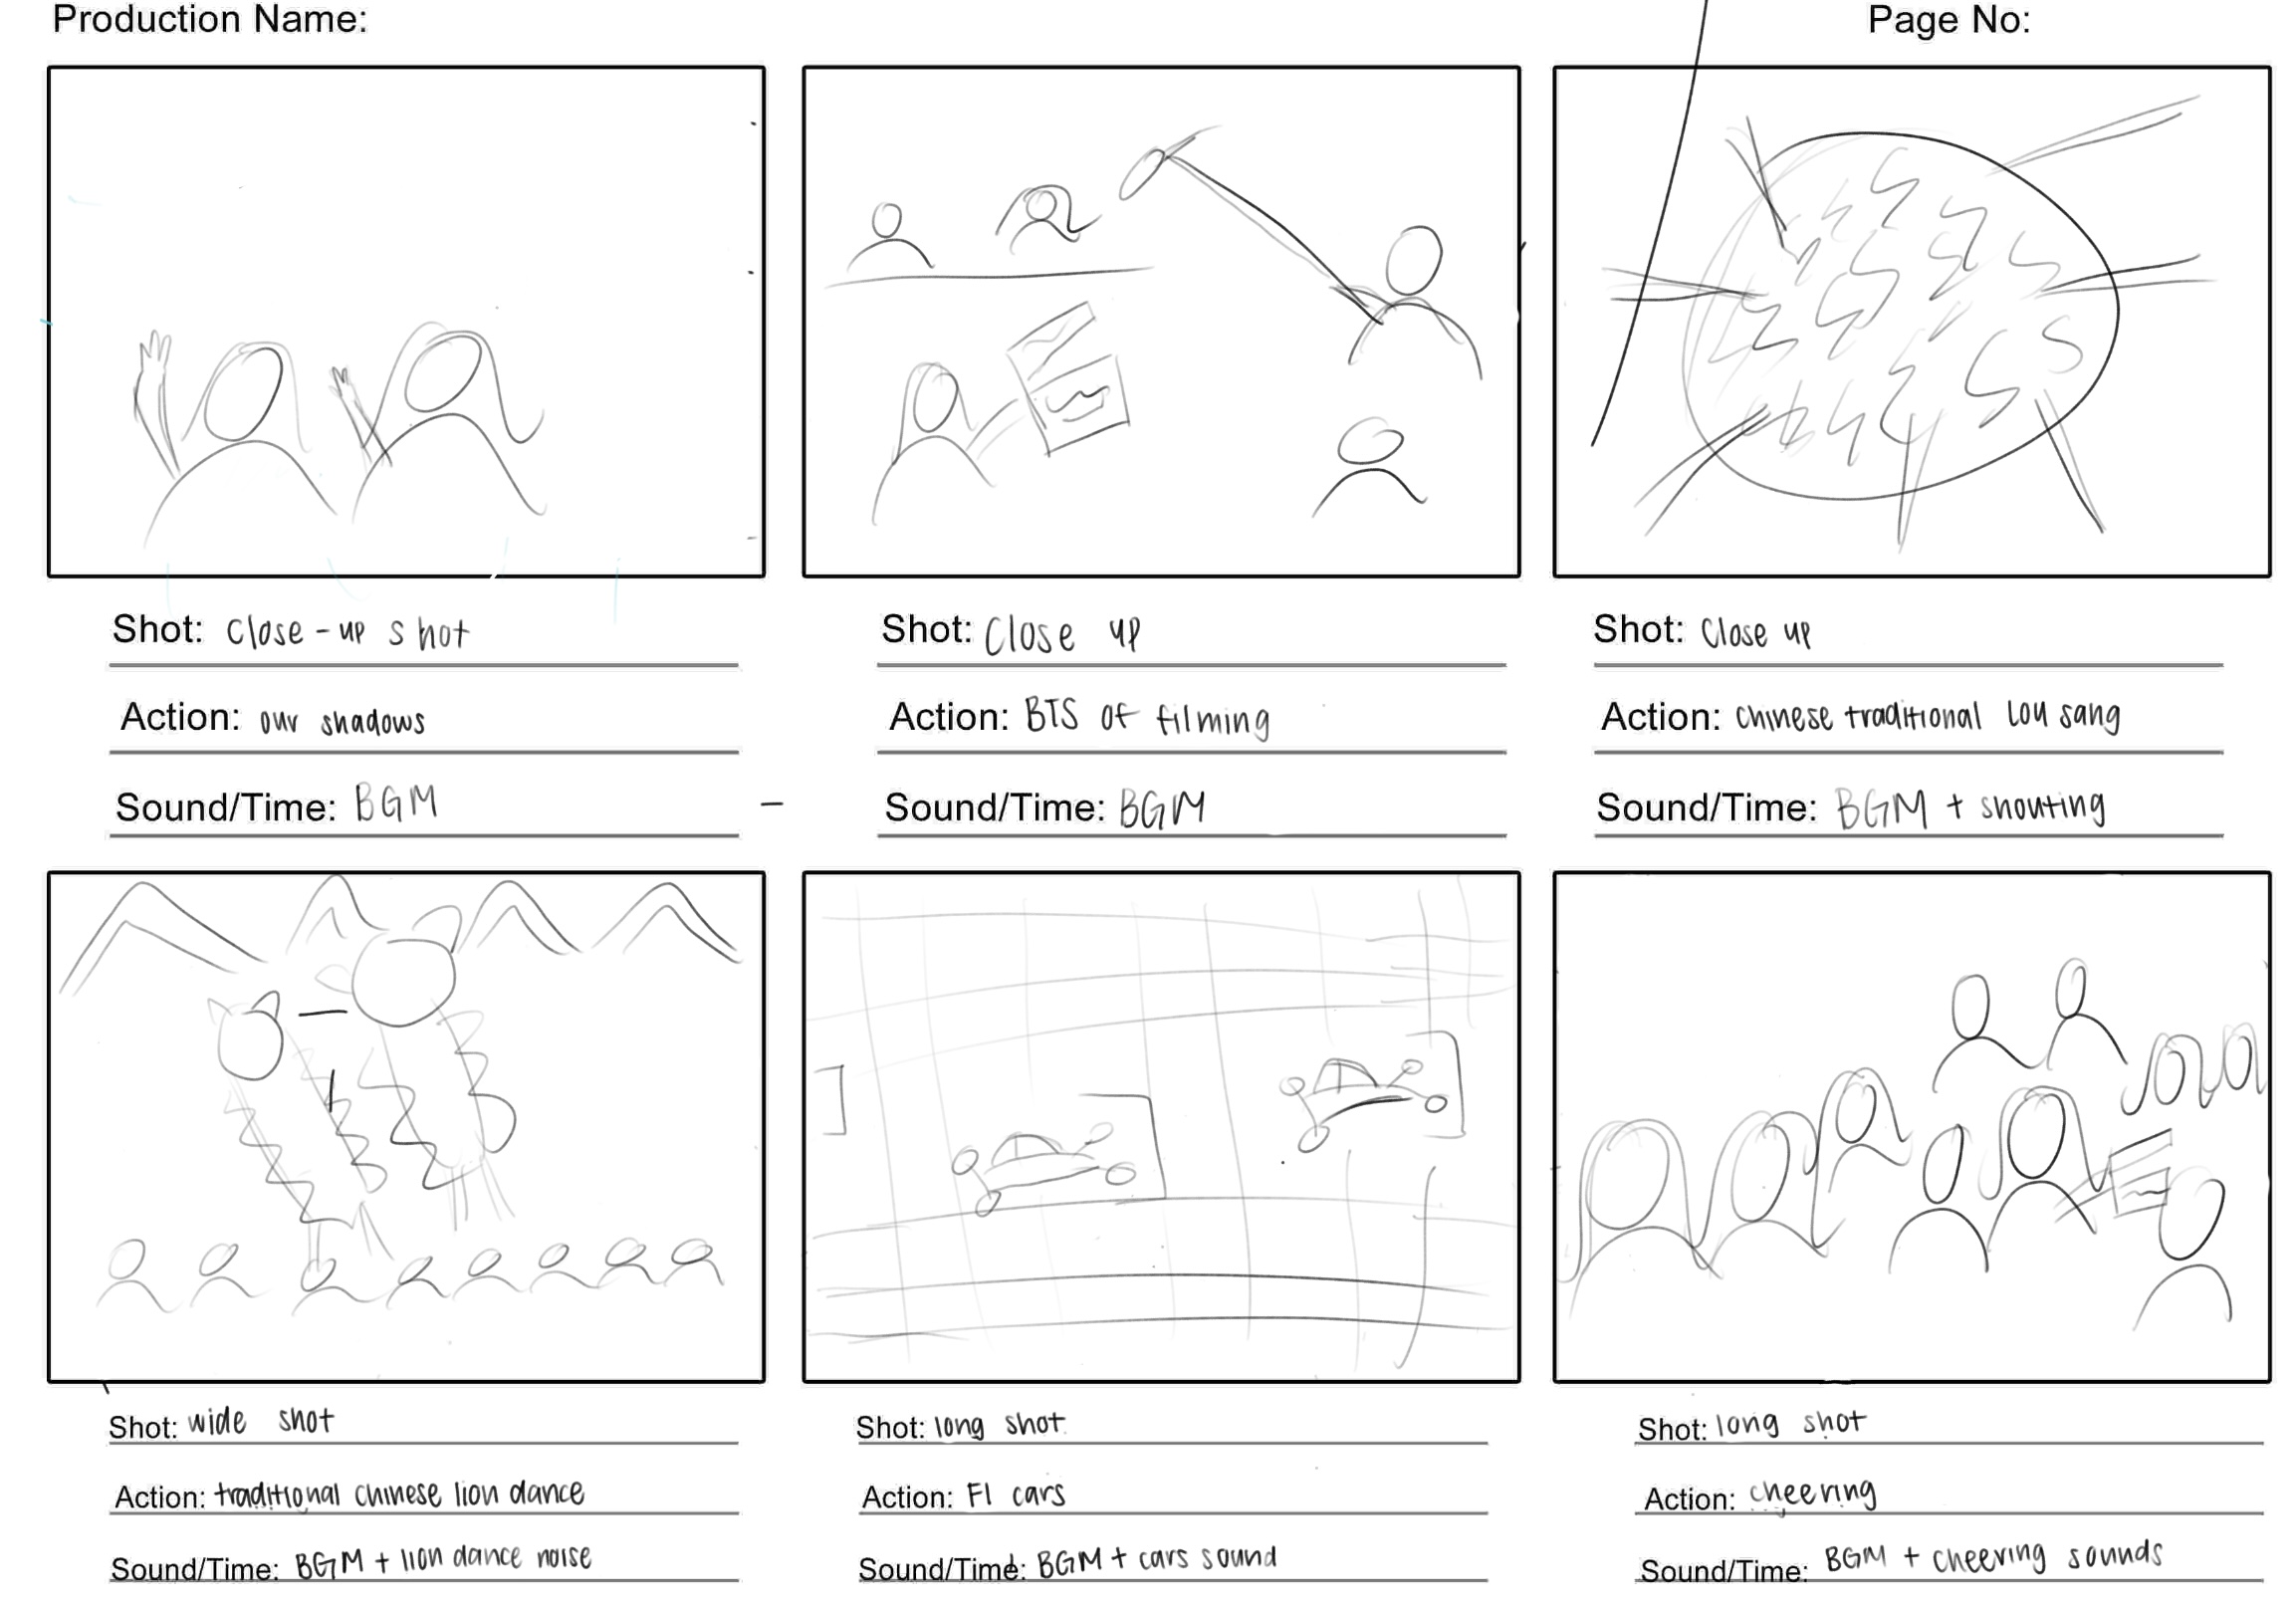 Production Name:
Page No:
Shot: Close-up shot
Action: our shadows
Sound/Time: BGM
Shot: Close up
Action: BTS of filming
Sound/Time: BGM
Shot: Close up
Action: Chinese traditional Lou sang
Sound/Time: BGM + shouting
Shot: wide shot
Action: traditional chinese lion dance
Sound/Time: BGM + lion dance noise
Shot: long shot
Action: F1 cars
Sound/Time: BGM + cars sound
Shot: long shot
Action: cheering
Sound/Time: BGM + cheering sounds